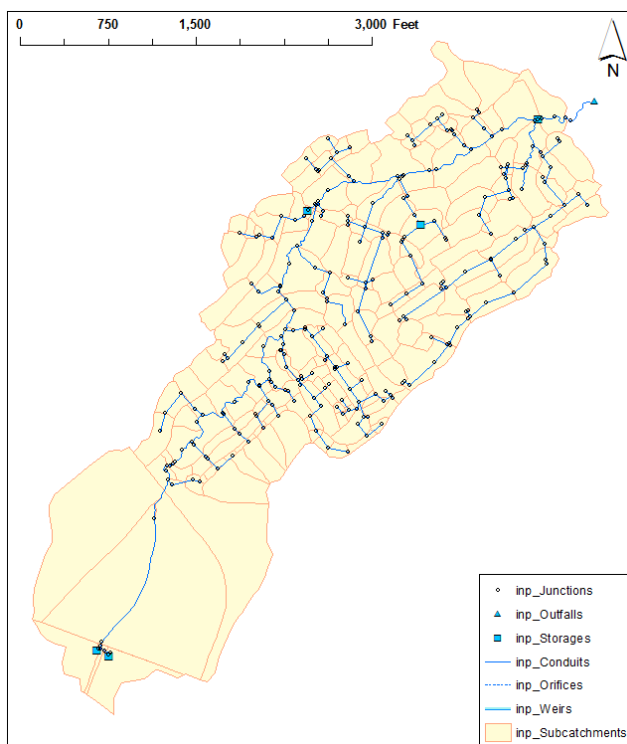 0 750 1,500 3,000 Feet
N
inp_Junctions
inp_Outfalls
inp_Storages
inp_Conduits
inp_Orifices
inp_Weirs
inp_Subcatchments